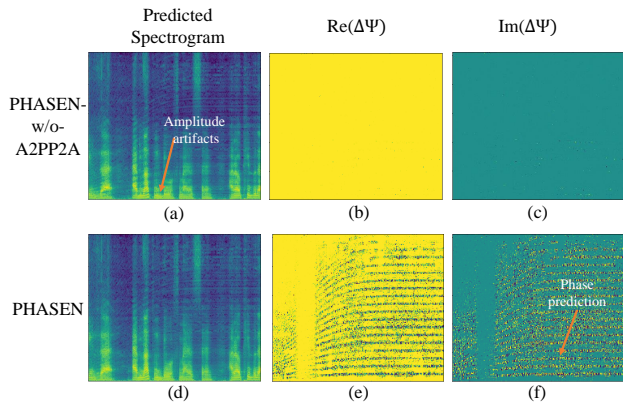 Predicted
Spectrogram
Re(ΔΨ)
Im(ΔΨ)
PHASEN-
w/o-
A2PP2A
Amplitude
artifacts
(a)
(b)
(c)
PHASEN
Phase
prediction
(d)
(e)
(f)